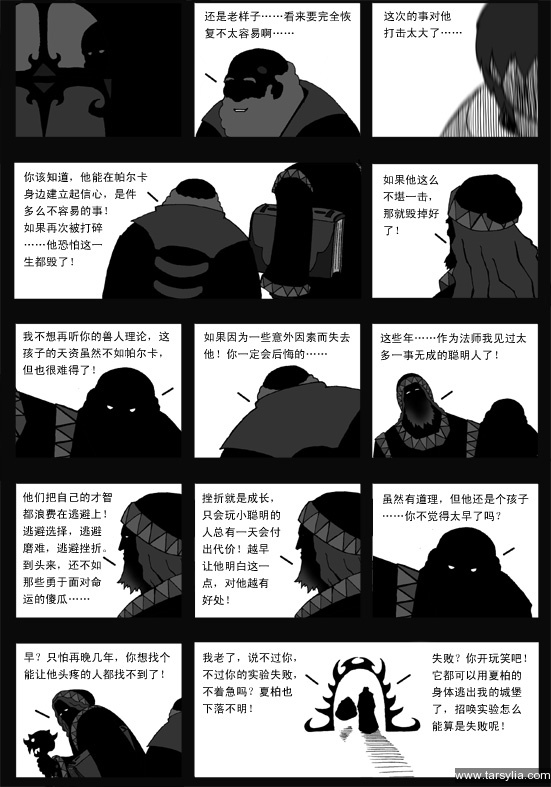 还是老样子……看来要完全恢
复不太容易啊……
这次的事对他
打击太大了……
你该知道，他能在帕尔卡
身边建立起信心，是件
多么不容易的事！
如果再次被打碎
……他恐怕这一
生都毁了！
如果他这么
不堪一击，
那就毁掉好
了！
我不想再听你的兽人理论，这
孩子的天资虽然不如帕尔卡，
但也很难得了！
如果因为一些意外因素而失去
他！你一定会后悔的……
这些年……作为法师我见过太
多一事无成的聪明人了！
他们把自己的才智
都浪费在逃避上！
逃避选择，逃避
磨难，逃避挫折。
到头来，还不如
那些勇于面对命
运的傻瓜……
挫折就是成长，
只会玩小聪明的
人总有一天会付
出代价！越早
让他明白这一
点，对他越有
好处！
虽然有道理，但他还是个孩子
……你不觉得太早了吗？
早？只怕再晚几年，你想找个
能让他头疼的人都找不到了！
我老了，说不过你，
不过你的实验失败，
不着急吗？夏柏也
下落不明！
失败？你开玩笑吧！
它都可以用夏柏的
身体逃出我的城堡
了，招唤实验怎么
能算是失败呢！
www.tarsylia.com